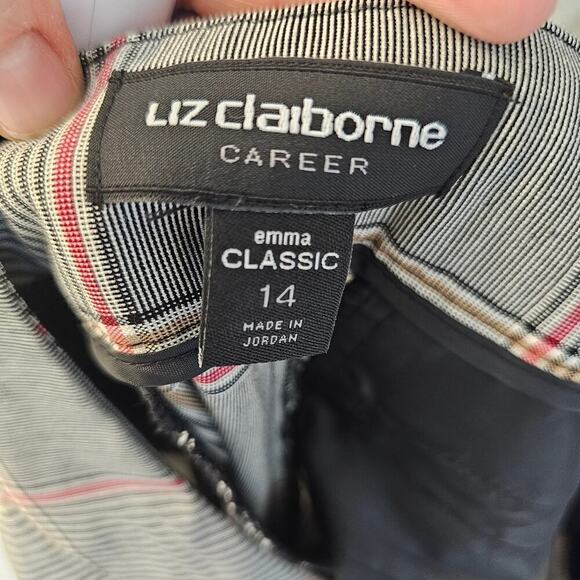 Liz claiborne
CAREER
emma
CLASSIC
14
MADE IN
JORDAN